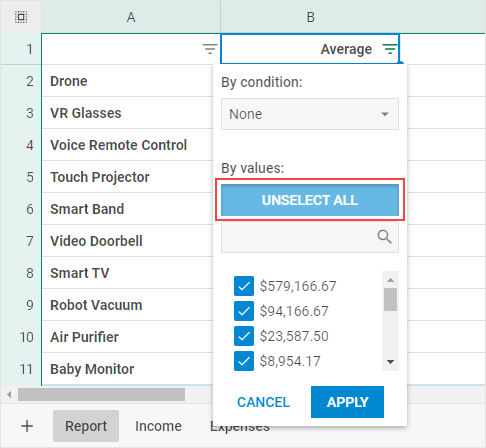 A B
1 Average
2 Drone
3 VR Glasses
4 Voice Remote Control
5 Touch Projector
6 Smart Band
7 Video Doorbell
8 Smart TV
9 Robot Vacuum
10 Air Purifier
11 Baby Monitor
By condition:
None
By values:
UNSELECT ALL
$579,166.67
$94,166.67
$23,587.50
$8,954.17
CANCEL APPLY
+ Report Income Expenses